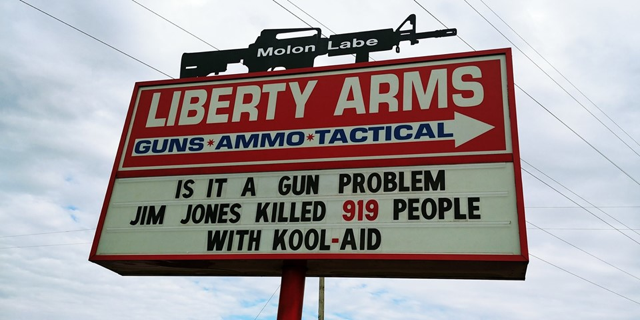 Molon Labe
LIBERTY ARMS
GUNS*AMMO*TACTICAL
IS IT A GUN PROBLEM
JIM JONES KILLED 919 PEOPLE
WITH KOOL-AID